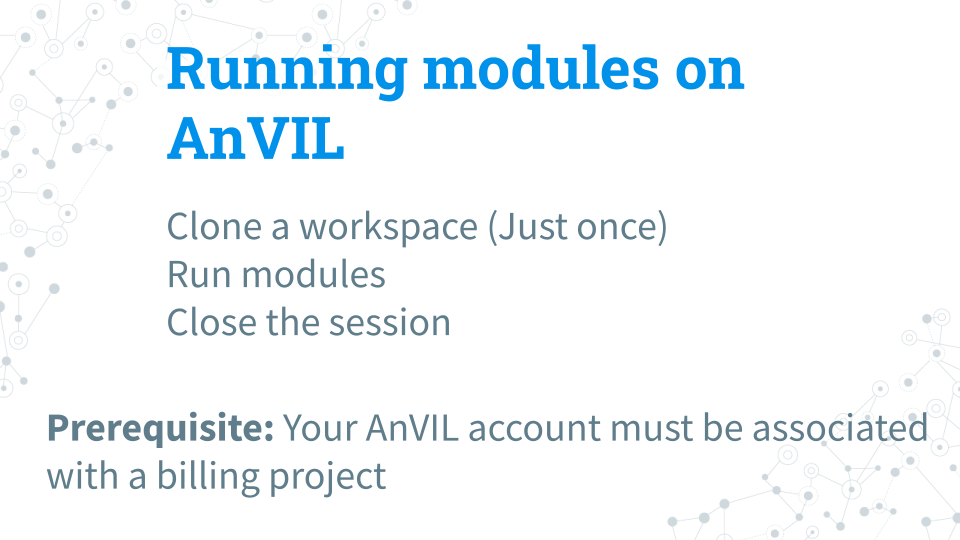 Running modules on
AnVIL
Clone a workspace (Just once)
Run modules
Close the session
Prerequisite: Your AnVIL account must be associated
with a billing project